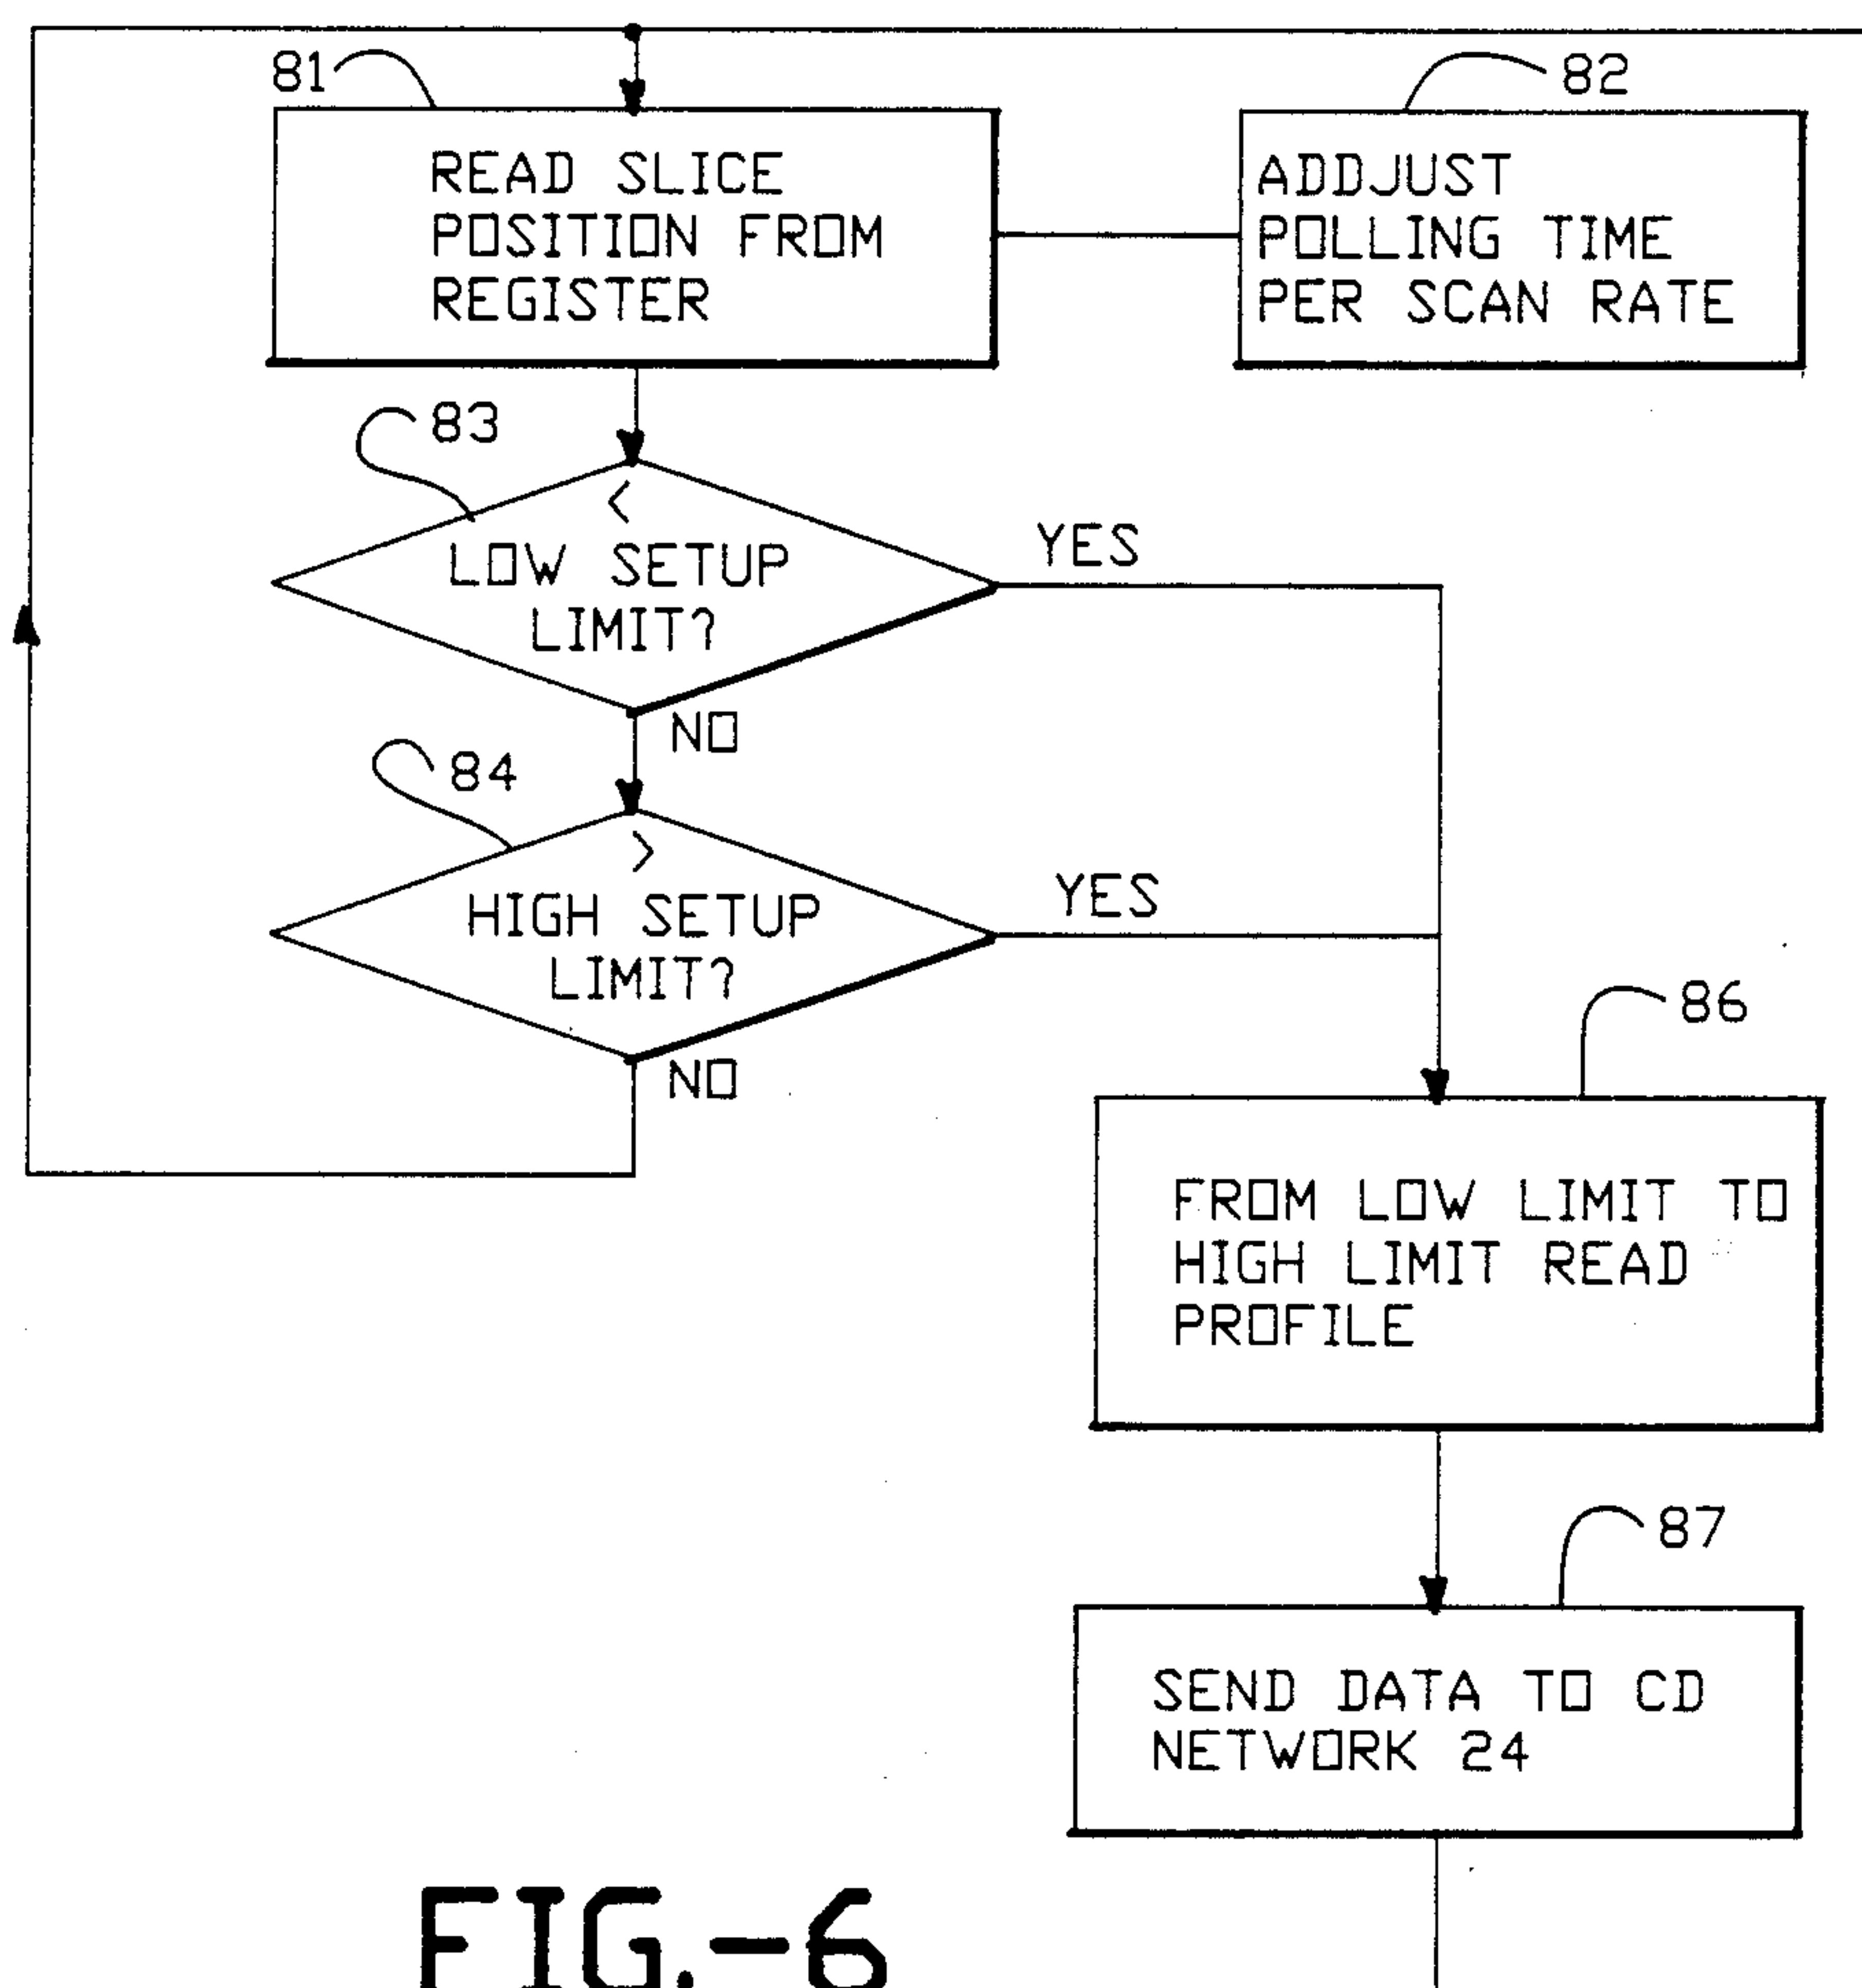 81
READ SLICE
POSITION FROM
REGISTER
82
ADDJUST
POLLING TIME
PER SCAN RATE
83
<
LOW SETUP
LIMIT?
YES
NO
84
>
HIGH SETUP
LIMIT?
YES
NO
86
FROM LOW LIMIT TO
HIGH LIMIT READ
PROFILE
87
SEND DATA TO CD
NETWORK 24
FIG.-6